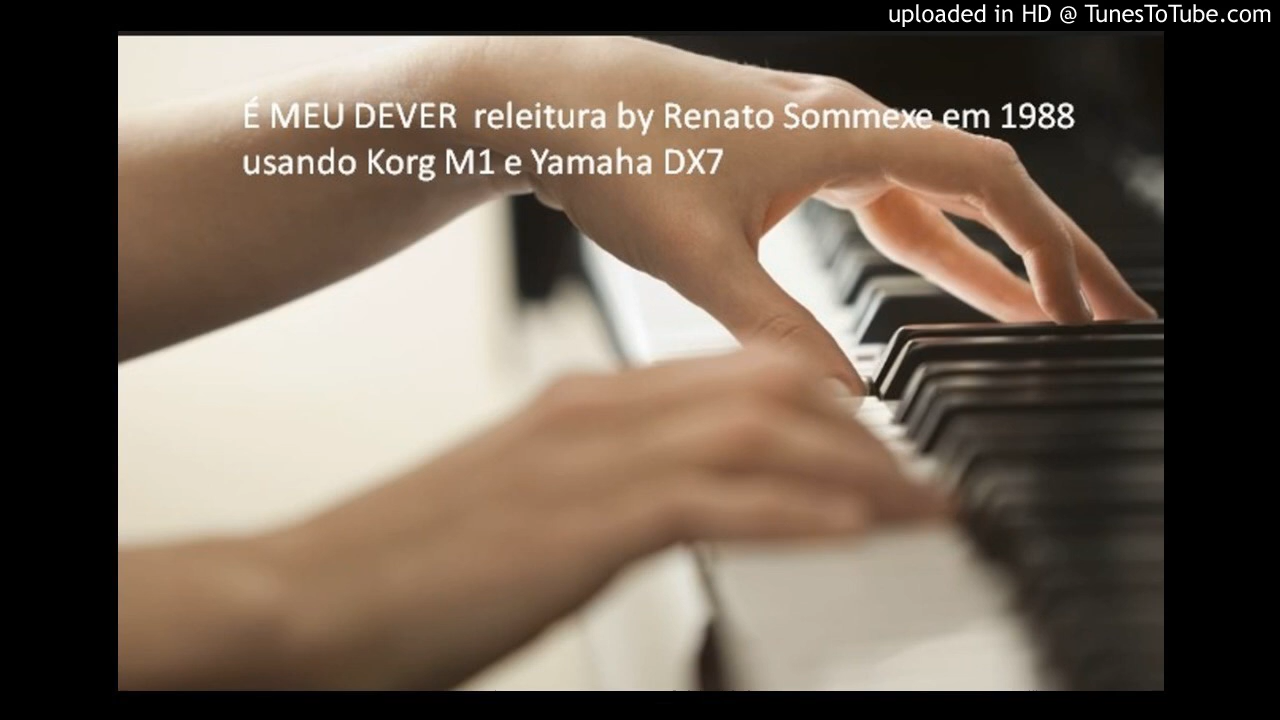 uploaded in HD @ TunesToTube.com
É MEU DEVER releitura by Renato Sommexe em 1988
usando Korg M1 e Yamaha DX7